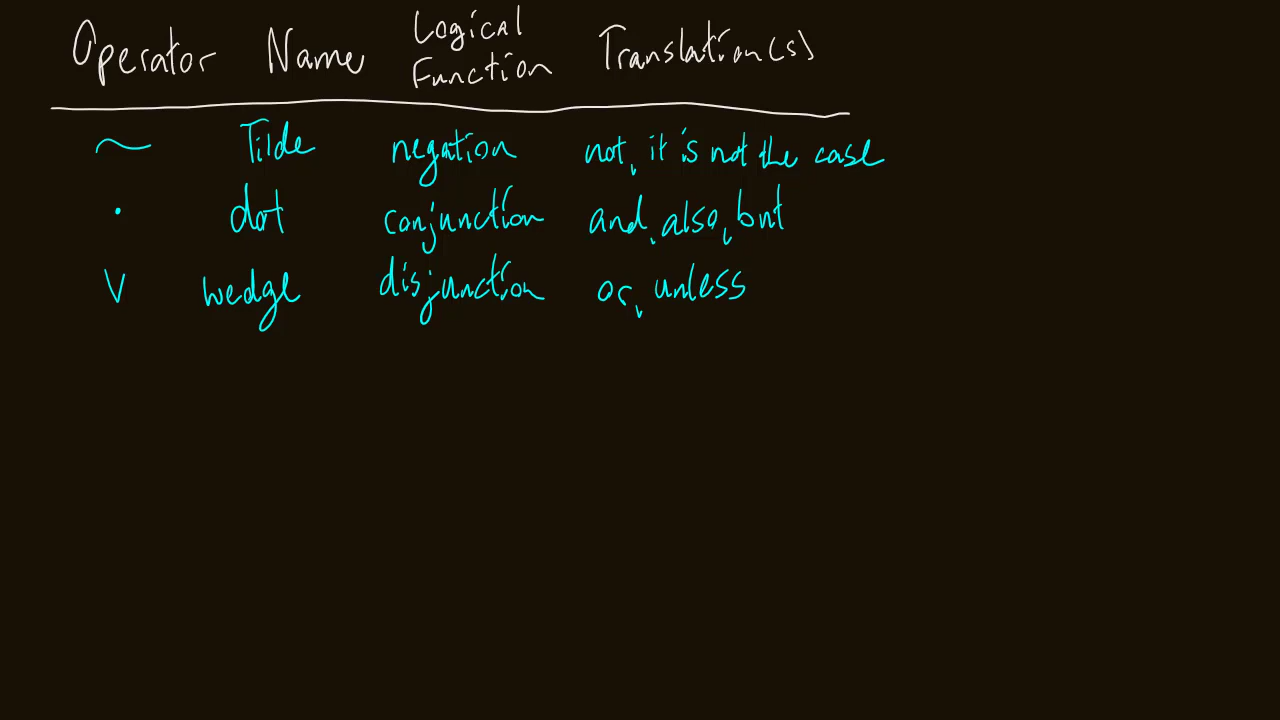 Operator Name Logical Function Translation(s)
~ Tilde negation not, it is not the case
· dot conjunction and, also, but
V wedge disjunction or, unless